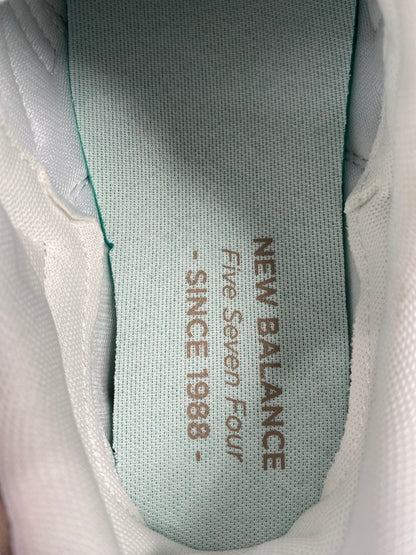 NEW BALANCE
Five Seven Four
- SINCE 1988 -